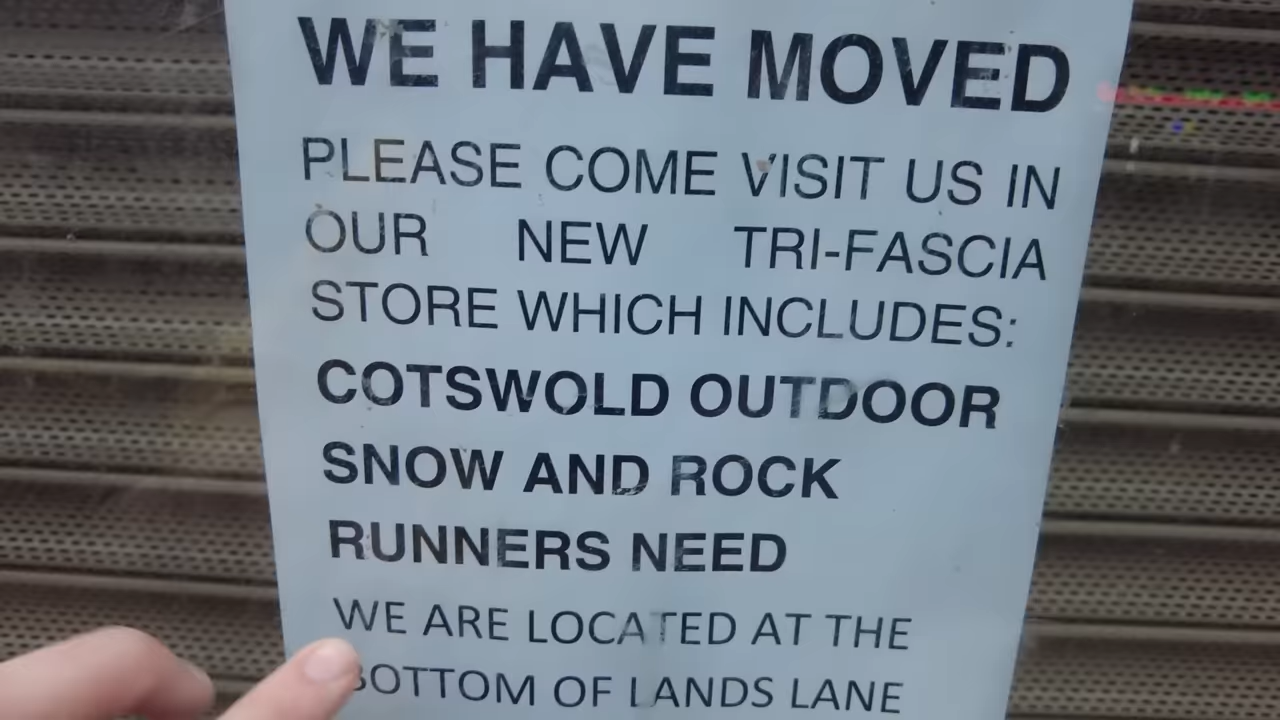 WE HAVE MOVED
PLEASE COME VISIT US IN
OUR NEW TRI-FASCIA
STORE WHICH INCLUDES:
COTSWOLD OUTDOOR
SNOW AND ROCK
RUNNERS NEED
WE ARE LOCATED AT THE
BOTTOM OF LANDS LANE